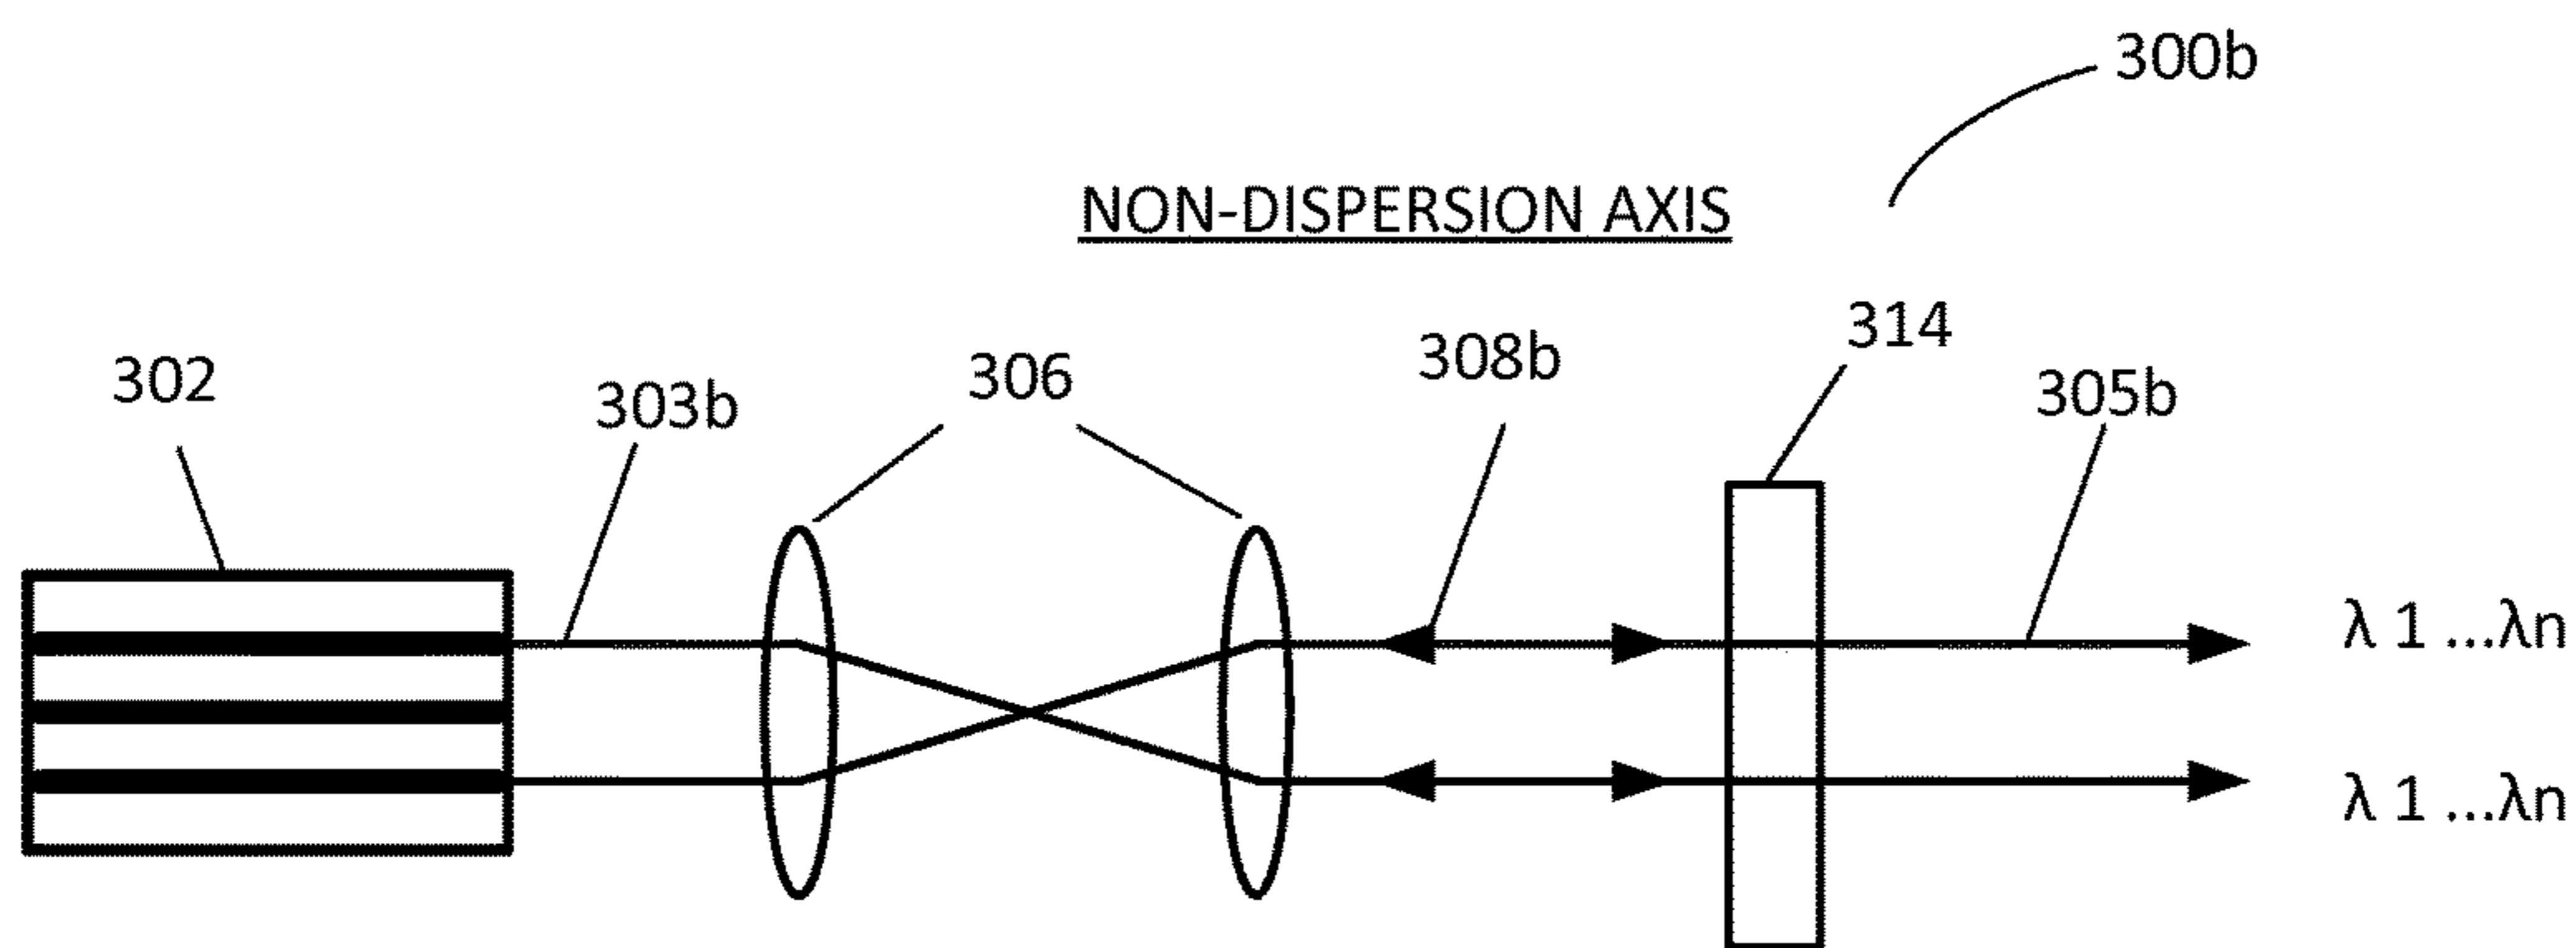 300b
NON-DISPERSION AXIS
302
303b
306
308b
314
305b
λ 1 ...λn
λ 1 ...λn